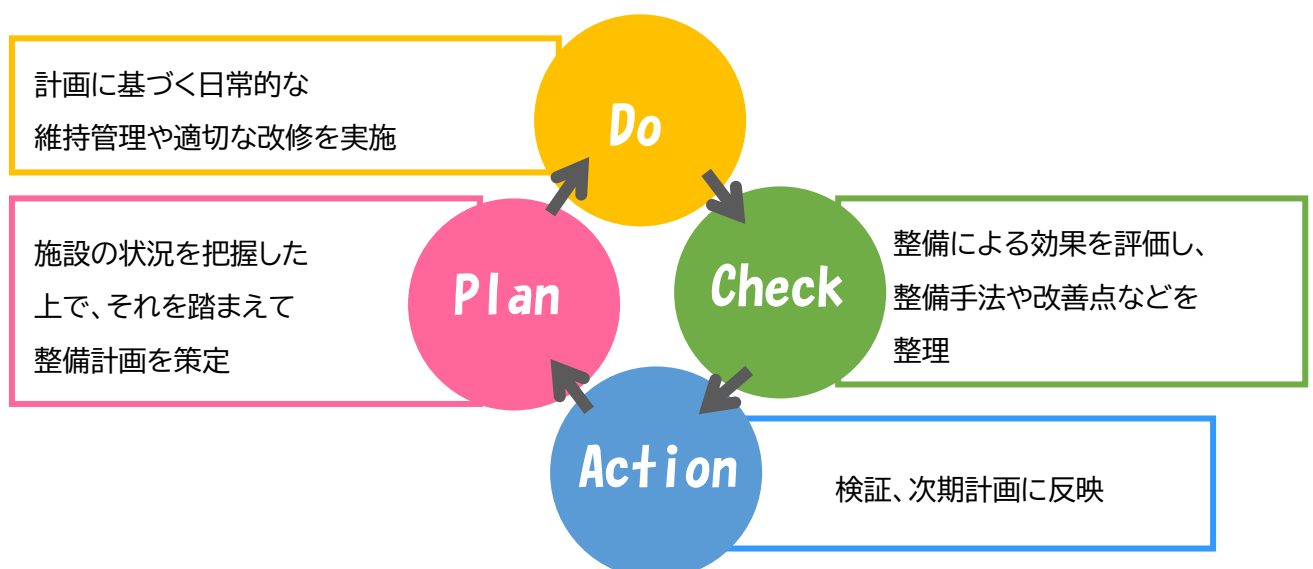 計画に基づく日常的な
維持管理や適切な改修を実施
Do
施設の状況を把握した
上で、それを踏まえて
整備計画を策定
Plan
Check
整備による効果を評価し、
整備手法や改善点などを
整理
Action
検証、次期計画に反映